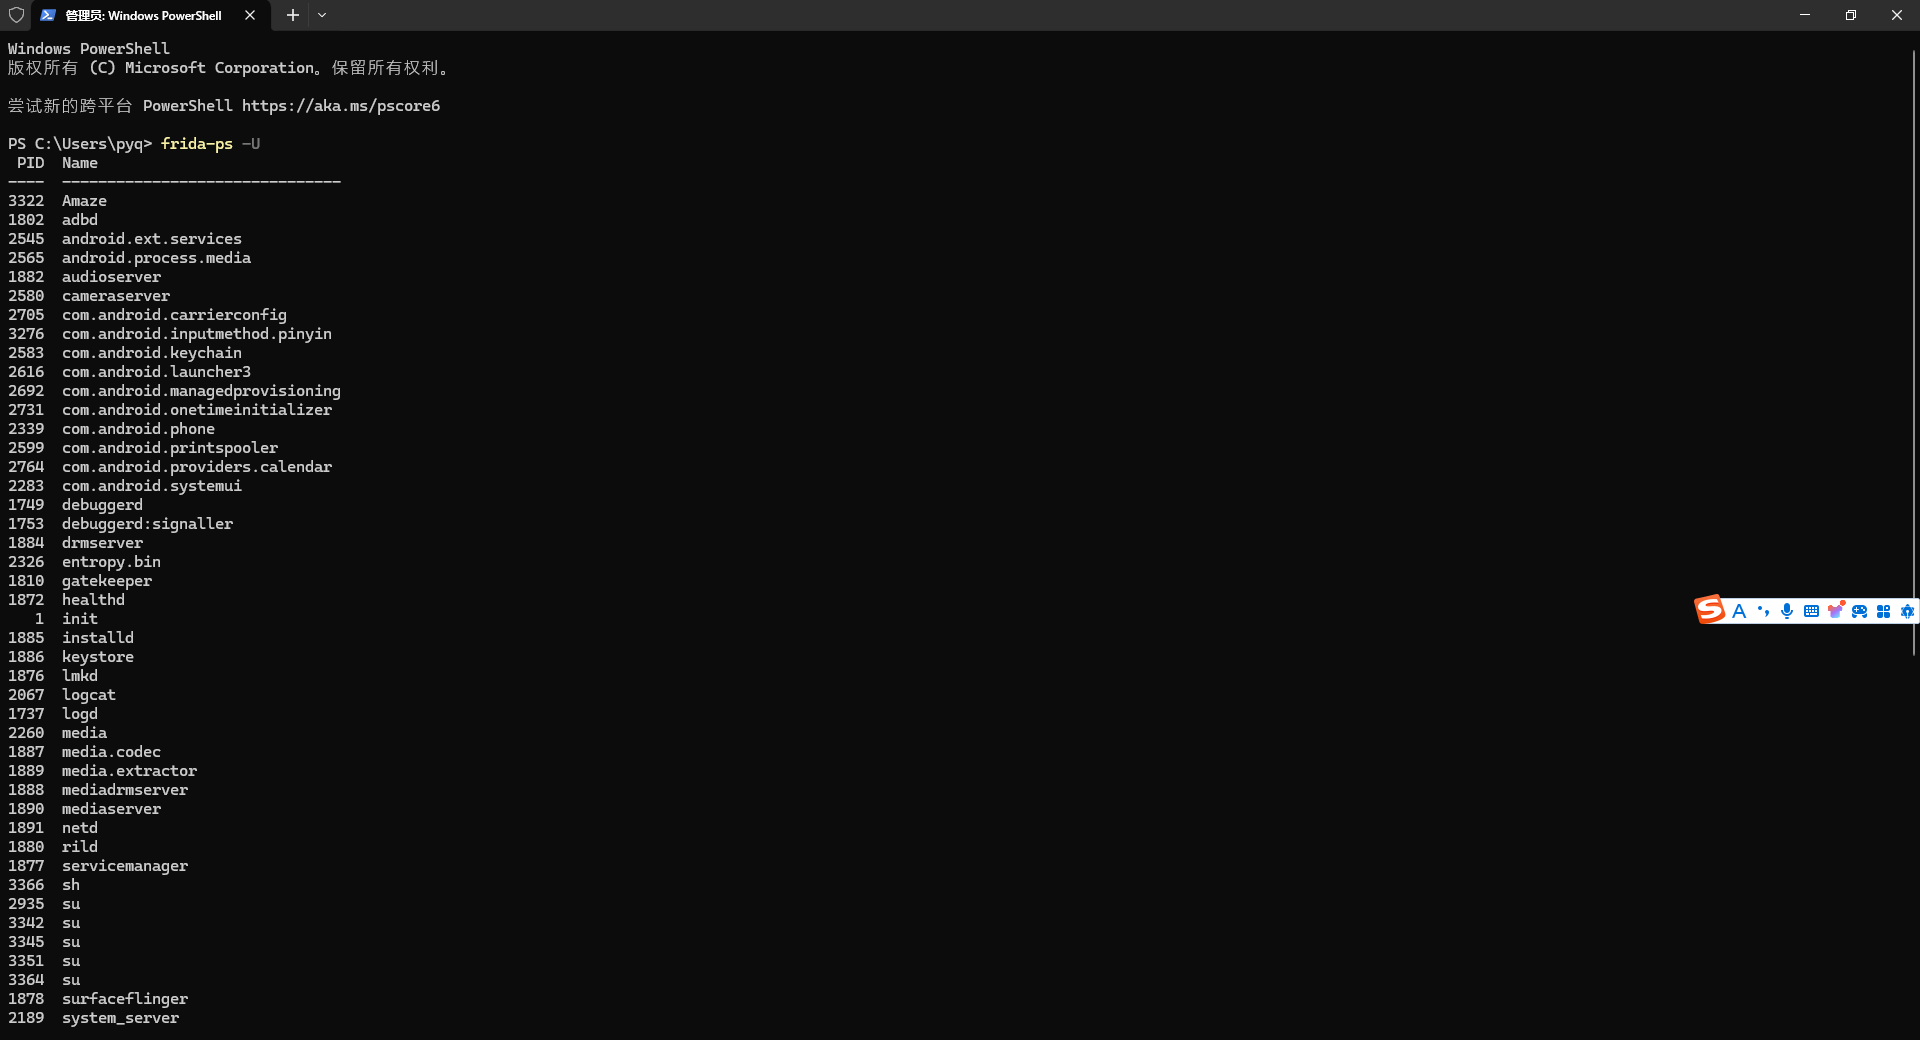 管理员: Windows PowerShell
Windows PowerShell
版权所有 (C) Microsoft Corporation。保留所有权利。
尝试新的跨平台 PowerShell https://aka.ms/pscore6
PS C:\Users\pyq> frida-ps -U
 PID  Name
----  -------------------------------
3322  Amaze
1802  adbd
2545  android.ext.services
2565  android.process.media
1882  audioserver
2580  cameraserver
2705  com.android.carrierconfig
3276  com.android.inputmethod.pinyin
2583  com.android.keychain
2616  com.android.launcher3
2692  com.android.managedprovisioning
2731  com.android.onetimeinitializer
2339  com.android.phone
2599  com.android.printspooler
2764  com.android.providers.calendar
2283  com.android.systemui
1749  debuggerd
1753  debuggerd:signaller
1884  drmserver
2326  entropy.bin
1810  gatekeeper
1872  healthd
   1  init
1885  installd
1886  keystore
1876  lmkd
2067  logcat
1737  logd
2260  media
1887  media.codec
1889  media.extractor
1888  mediadrmserver
1890  mediaserver
1891  netd
1880  rild
1877  servicemanager
3366  sh
2935  su
3342  su
3345  su
3351  su
3364  su
1878  surfaceflinger
2189  system_server
S A